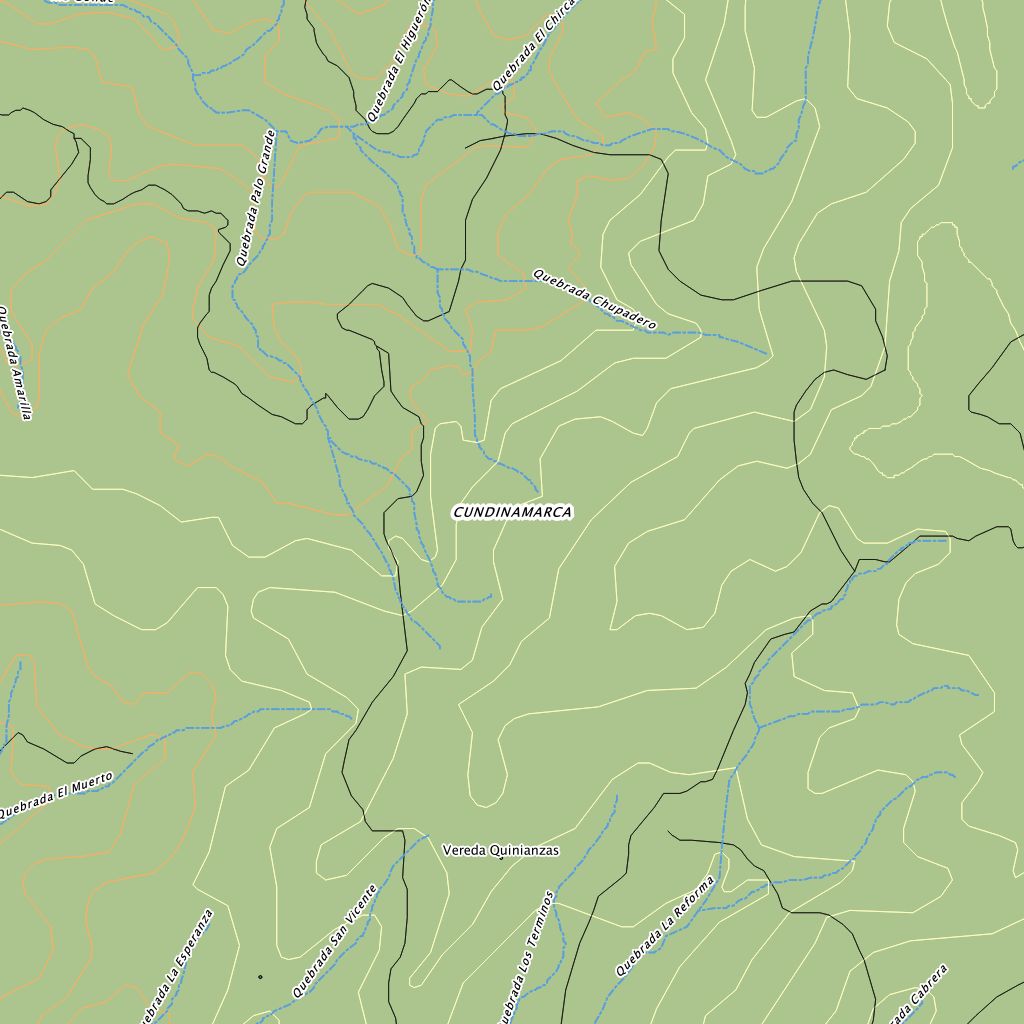 Quebrada El Higuerón
Quebrada El Chirca
Quebrada Palo Grande
Quebrada Chupadero
Quebrada Amarilla
CUNDINAMARCA
Quebrada El Muerto
Vereda Quinianzas
Quebrada La Esperanza
Quebrada San Vicente
Quebrada Los Terminos
Quebrada La Reforma
Cabrera